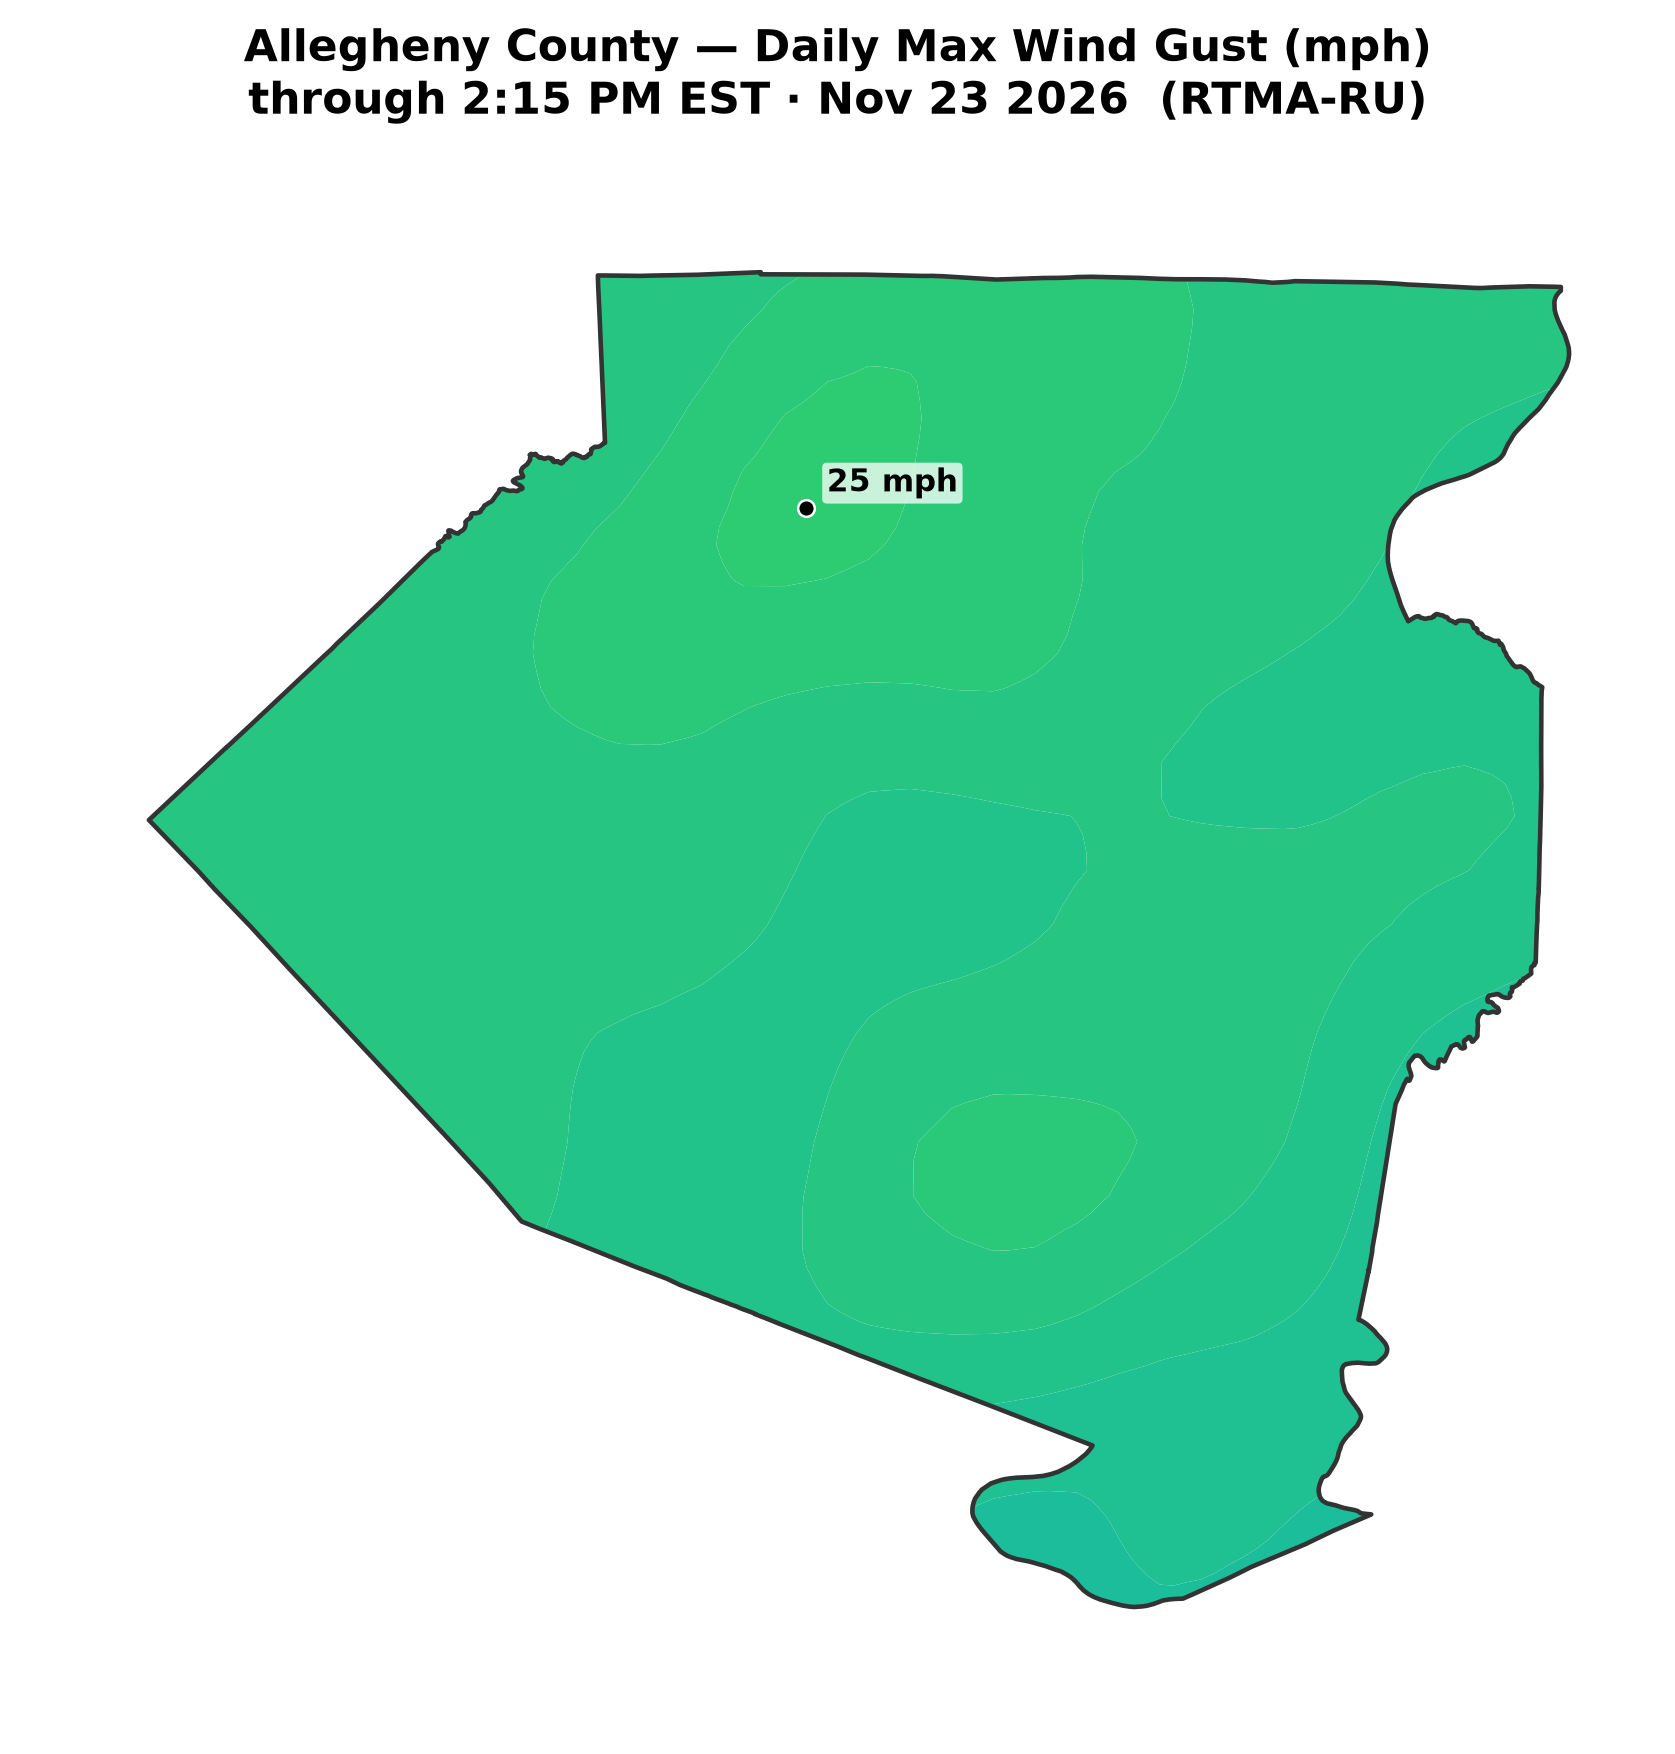 Allegheny County — Daily Max Wind Gust (mph)
through 2:15 PM EST · Nov 23 2026  (RTMA-RU)
25 mph